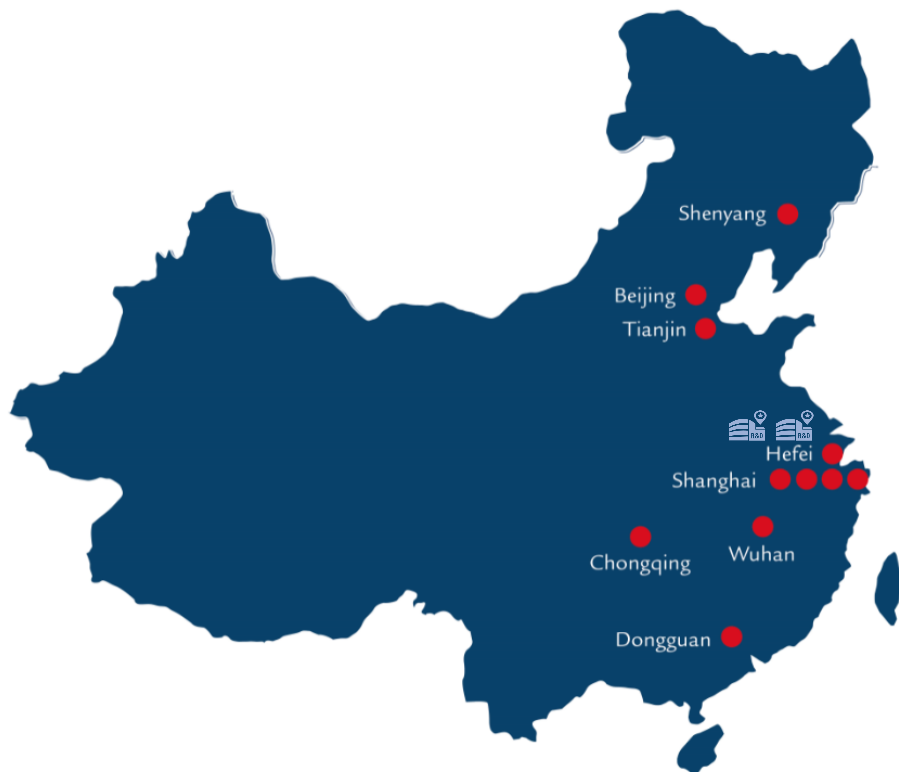 Shenyang
Beijing
Tianjin
R&D R&D
Hefei
Shanghai
Wuhan
Chongqing
Dongguan